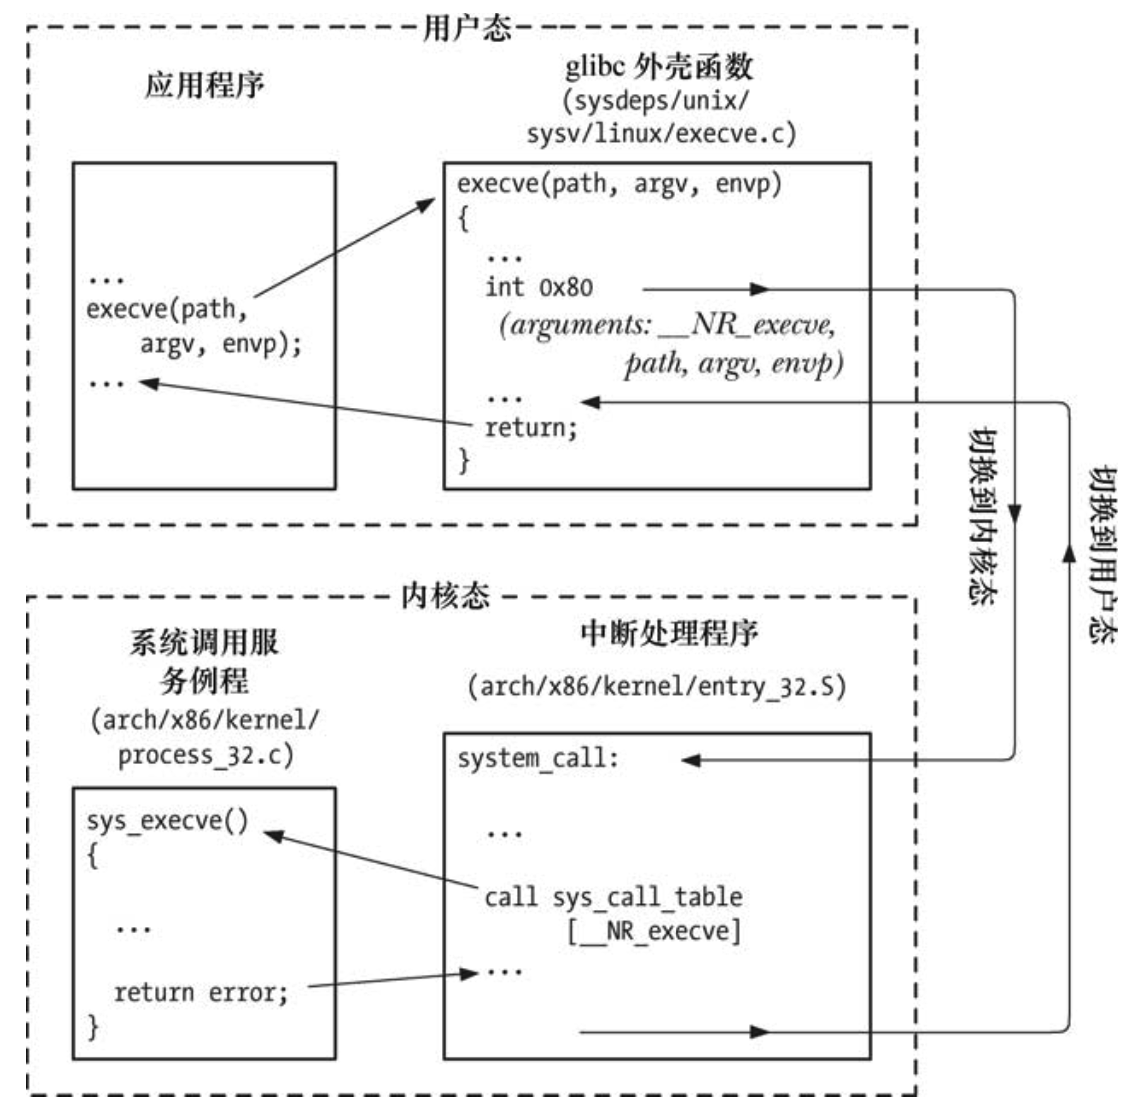 用户态
应用程序
glibc 外壳函数
(sysdeps/unix/
sysv/linux/execve.c)
...
execve(path,
argv, envp);
...
execve(path, argv, envp)
{
...
int 0x80
(arguments: __NR_execve,
path, argv, envp)
...
return;
}
切换到内核态
切换到用户态
内核态
系统调用服
务例程
(arch/x86/kernel/
process_32.c)
中断处理程序
(arch/x86/kernel/entry_32.S)
sys_execve()
{
...
return error;
}
system_call:
...
call sys_call_table
[__NR_execve]
...